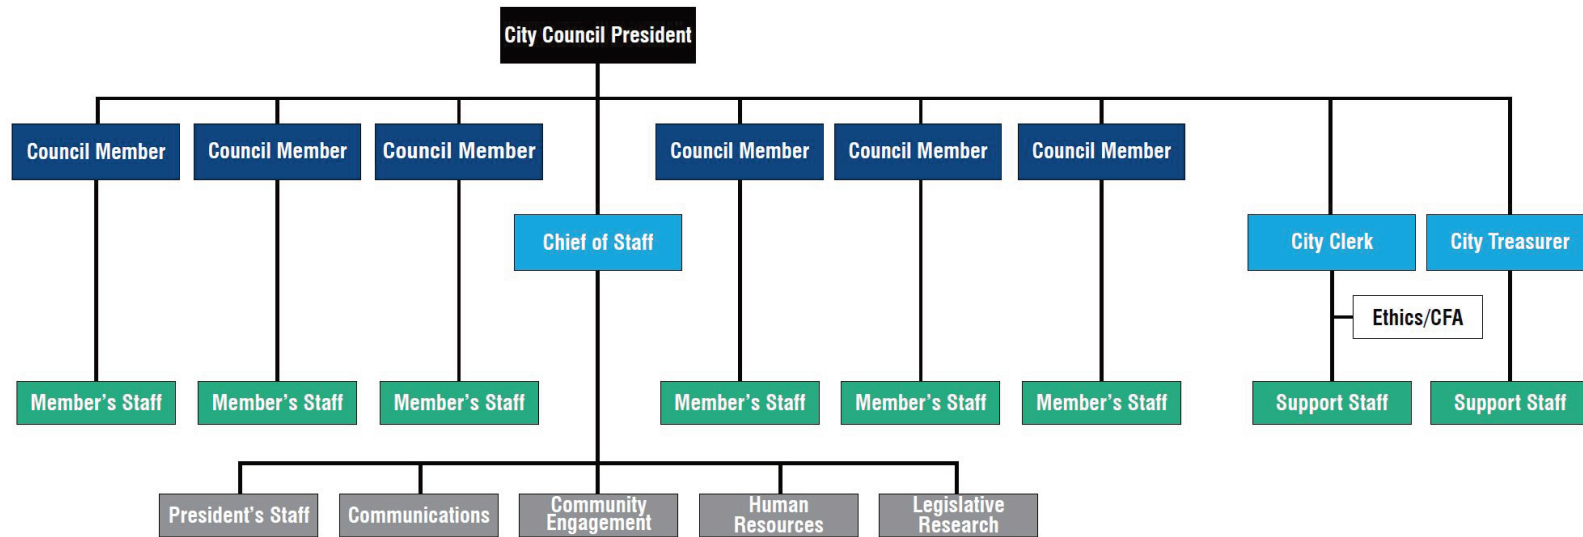 City Council President
Council Member
Council Member
Council Member
Council Member
Council Member
Council Member
Chief of Staff
City Clerk
City Treasurer
Ethics/CFA
Member's Staff
Member's Staff
Member's Staff
Member's Staff
Member's Staff
Member's Staff
Support Staff
Support Staff
President's Staff
Communications
Community
Engagement
Human
Resources
Legislative
Research